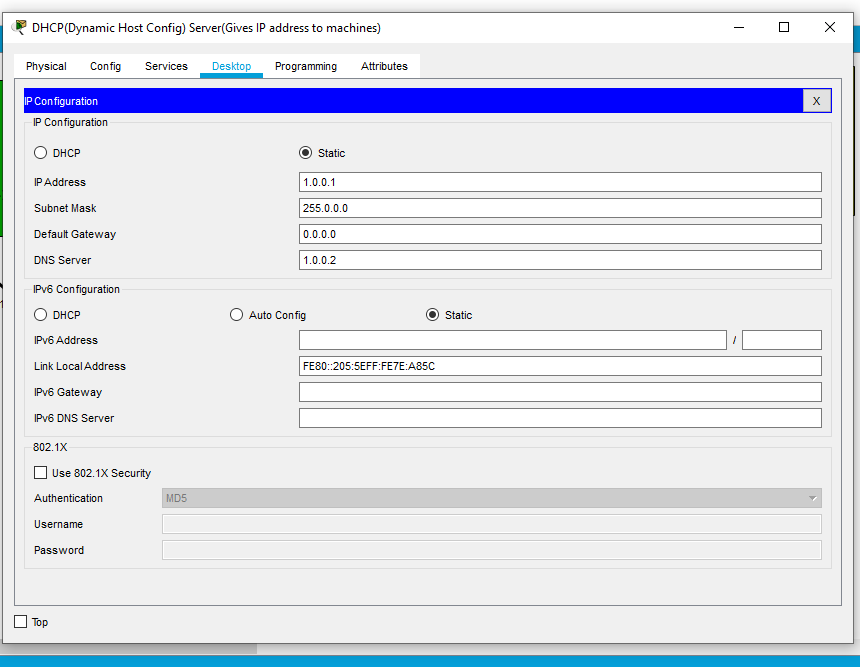 DHCP(Dynamic Host Config) Server(Gives IP address to machines)
Physical Config Services Desktop Programming Attributes
IP Configuration X
IP Configuration
DHCP Static
IP Address 1.0.0.1
Subnet Mask 255.0.0.0
Default Gateway 0.0.0.0
DNS Server 1.0.0.2
IPv6 Configuration
DHCP Auto Config Static
IPv6 Address /
Link Local Address FE80::205:5EFF:FE7E:A85C
IPv6 Gateway
IPv6 DNS Server
802.1X
Use 802.1X Security
Authentication MD5
Username
Password
Top